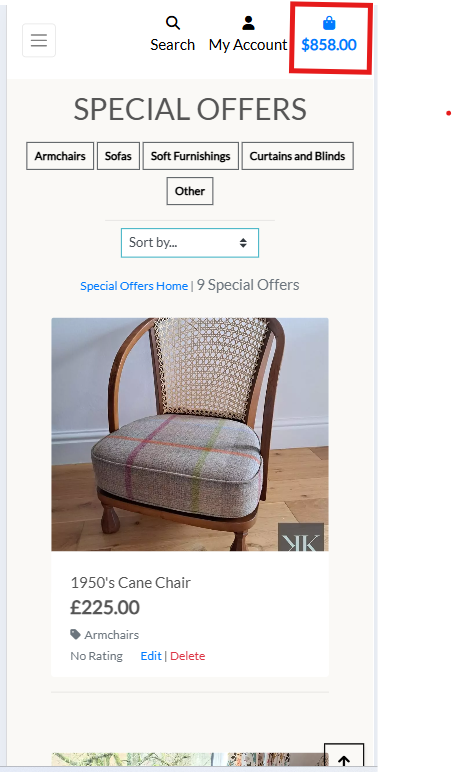 Search My Account $858.00
SPECIAL OFFERS
Armchairs Sofas Soft Furnishings Curtains and Blinds
Other
Sort by...
Special Offers Home | 9 Special Offers
KK
1950's Cane Chair
£225.00
Armchairs
No Rating Edit | Delete